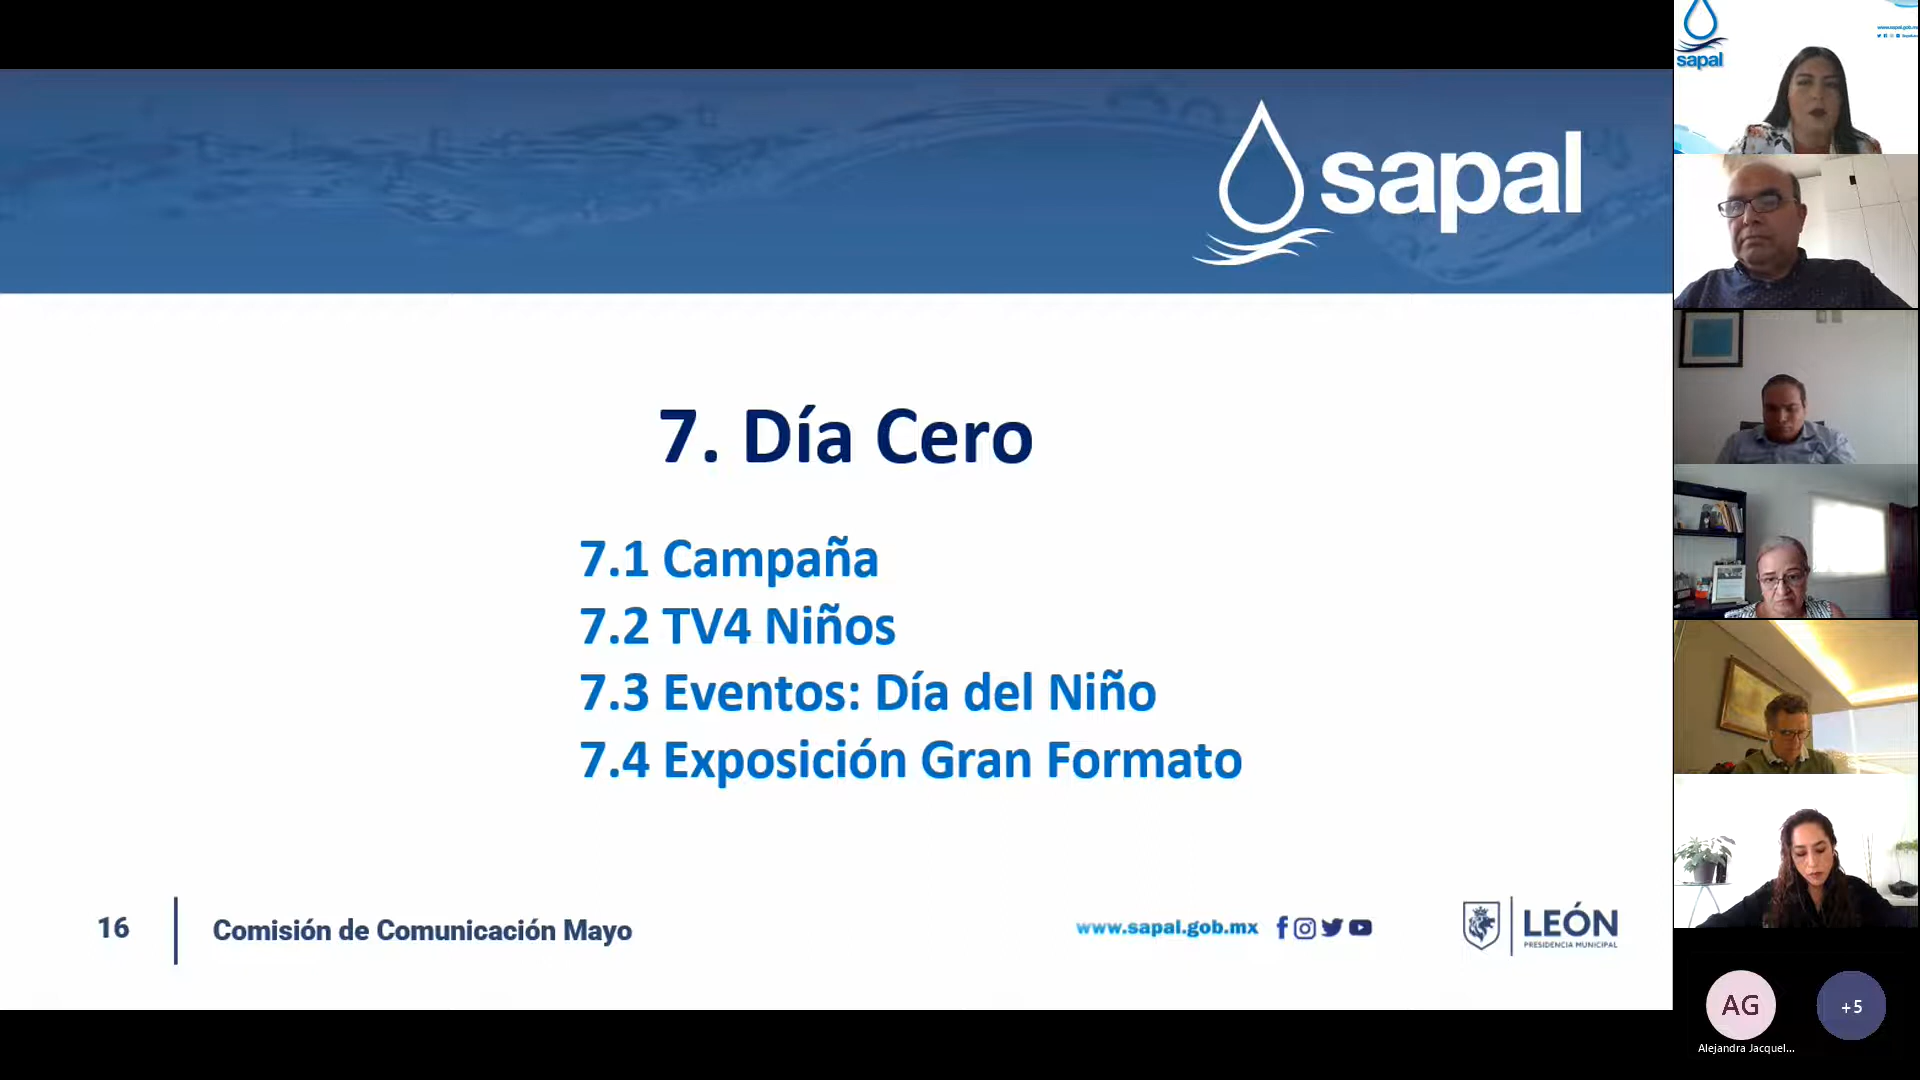 sapal
7. Día Cero
7.1 Campaña
7.2 TV4 Niños
7.3 Eventos: Día del Niño
7.4 Exposición Gran Formato
16
Comisión de Comunicación Mayo
www.sapal.gob.mx
LEÓN
PRESIDENCIA MUNICIPAL
sapal
AG
+5
Alejandra Jacquel...